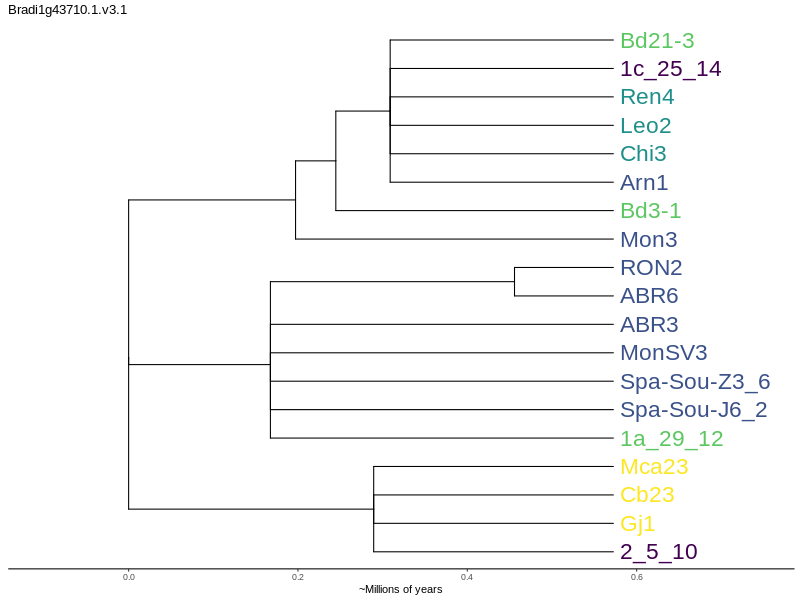 Bradi1g43710.1.v3.1
Bd21-3
1c_25_14
Ren4
Leo2
Chi3
Arn1
Bd3-1
Mon3
RON2
ABR6
ABR3
MonSV3
Spa-Sou-Z3_6
Spa-Sou-J6_2
1a_29_12
Mca23
Cb23
Gj1
2_5_10
0.0 0.2 0.4 0.6
~Millions of years